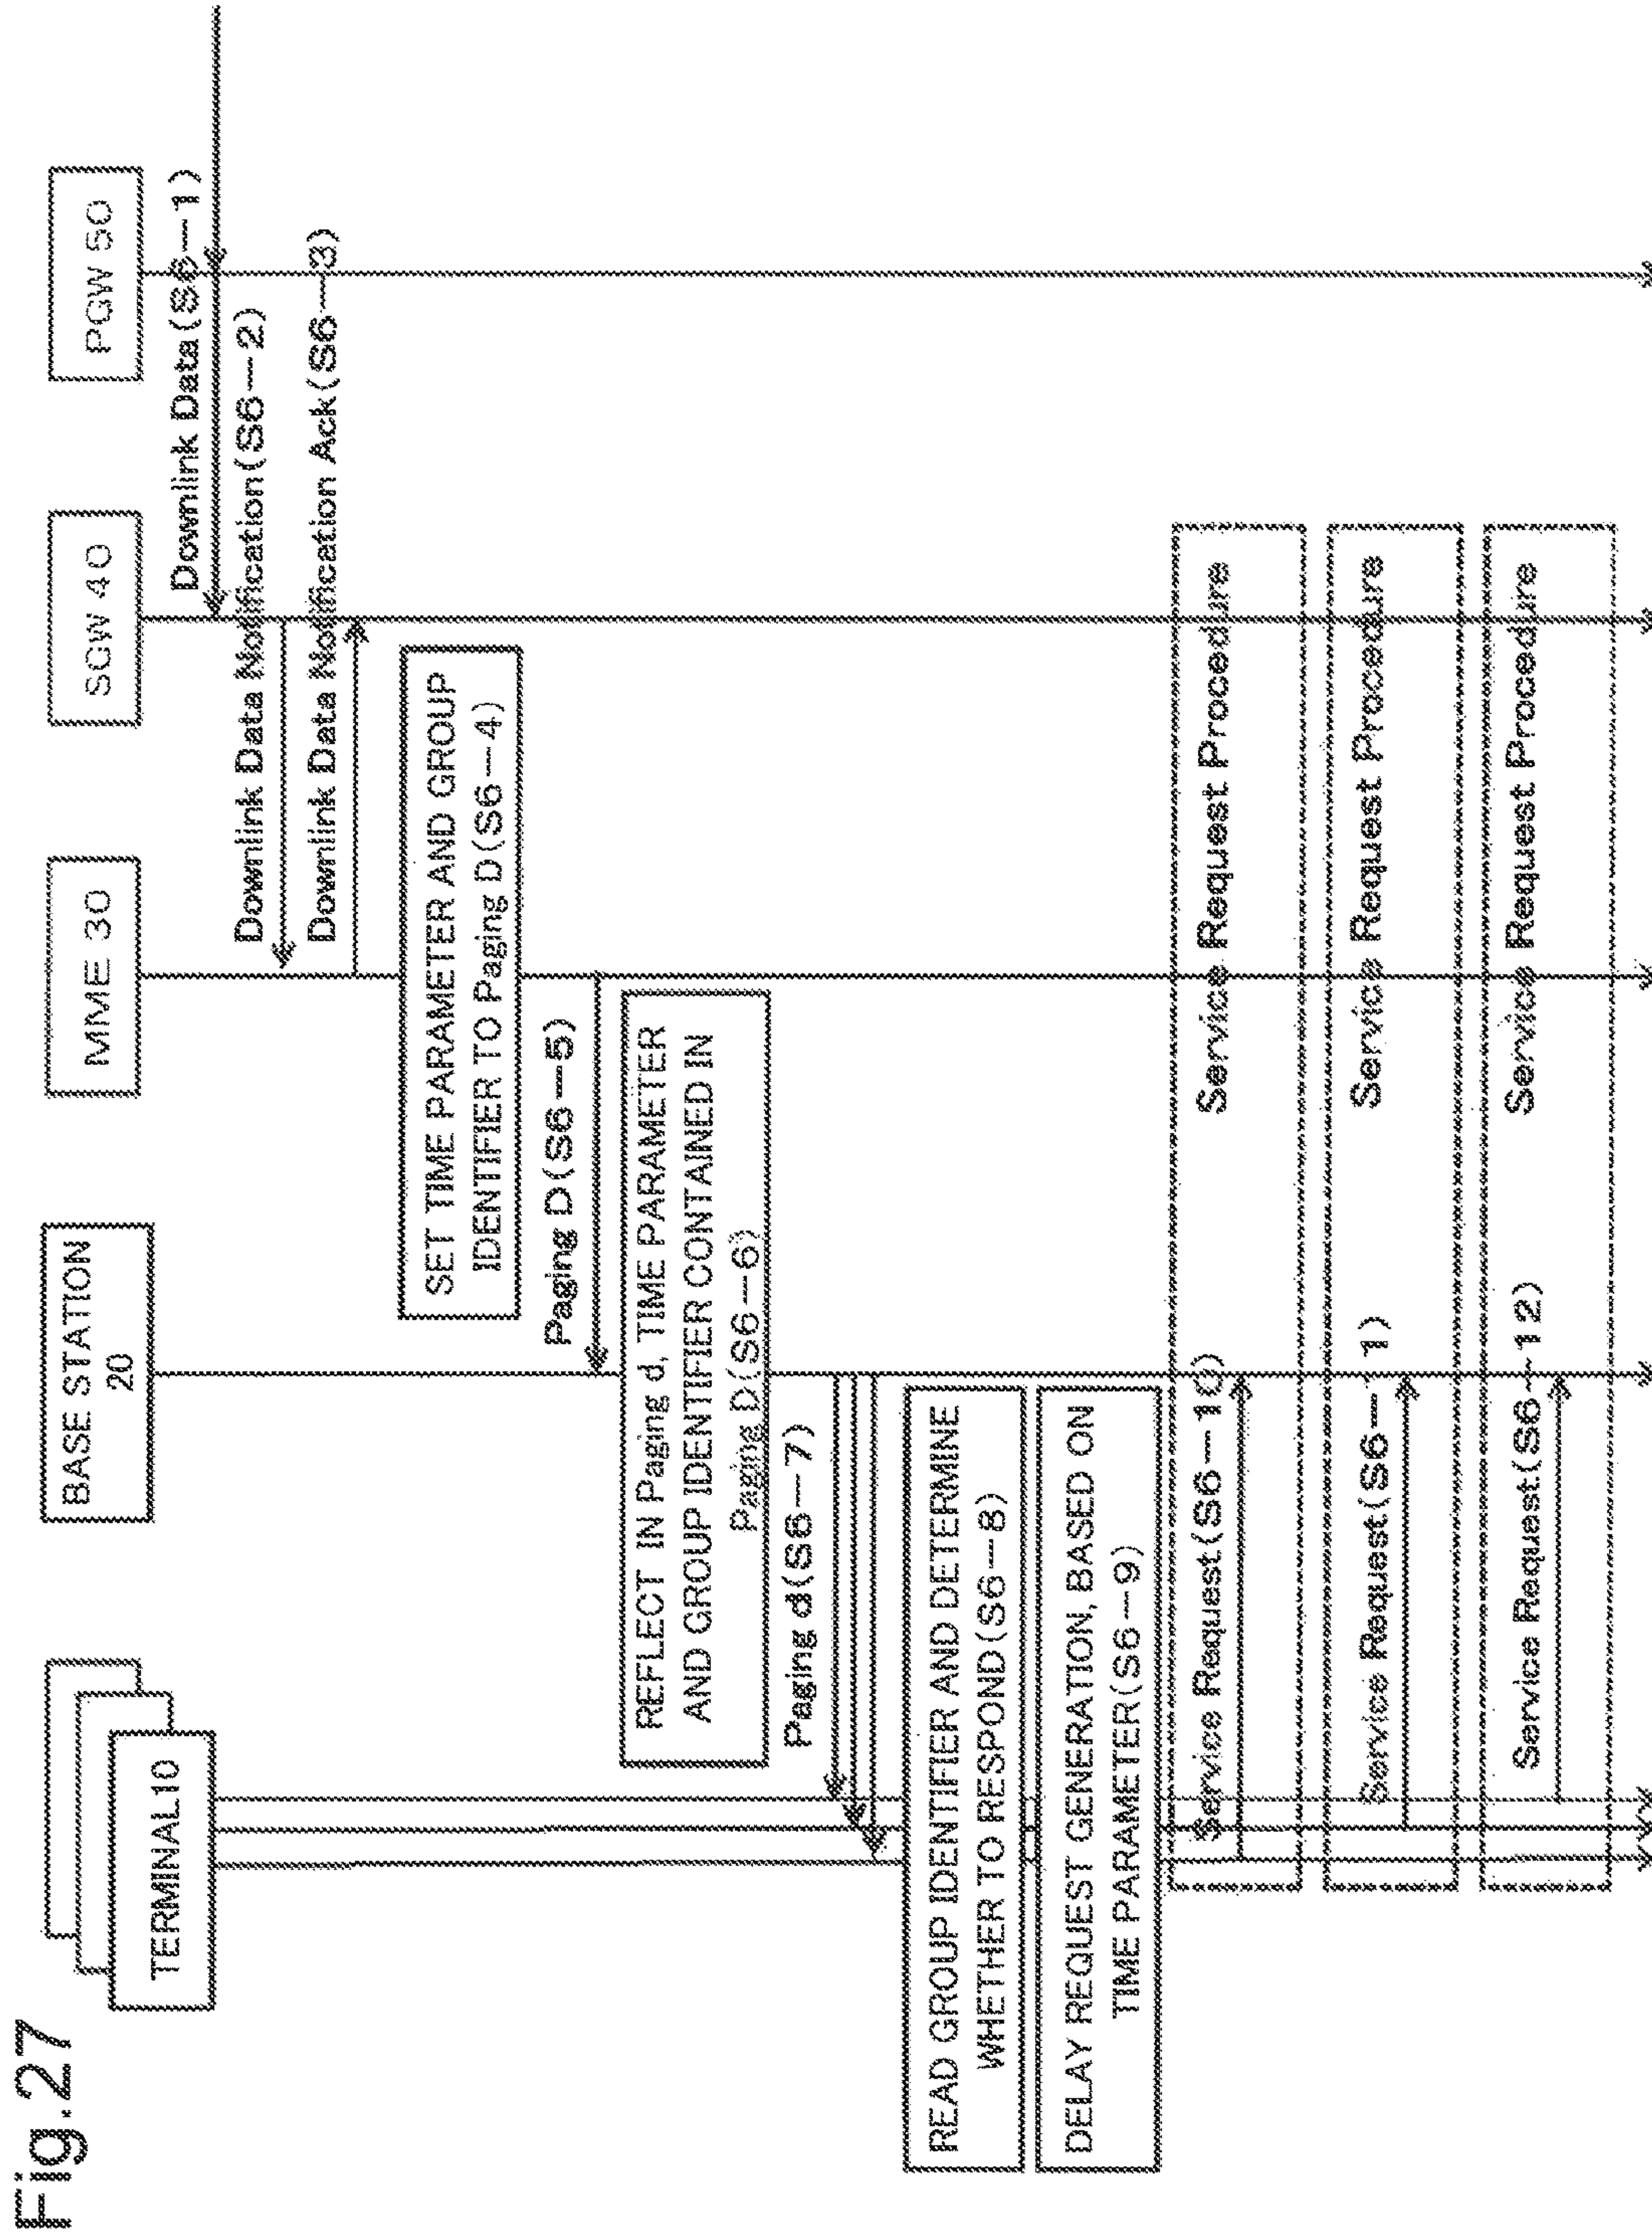 Fig.27
TERMINAL10
BASE STATION
20
MME 30
SGW 40
PGW 50
Downlink Data(S6-1)
Downlink Data Notification(S6-2)
Downlink Data Notification Ack(S6-3)
SET TIME PARAMETER AND GROUP
IDENTIFIER TO Paging D(S6-4)
Paging D(S6-5)
REFLECT IN Paging d, TIME PARAMETER
AND GROUP IDENTIFIER CONTAINED IN
Paging D(S6-6)
Paging d(S6-7)
READ GROUP IDENTIFIER AND DETERMINE
WHETHER TO RESPOND(S6-8)
DELAY REQUEST GENERATION, BASED ON
TIME PARAMETER(S6-9)
Service Request(S6-10)
Service Request Procedure
Service Request(S6-11)
Service Request Procedure
Service Request(S6-12)
Service Request Procedure